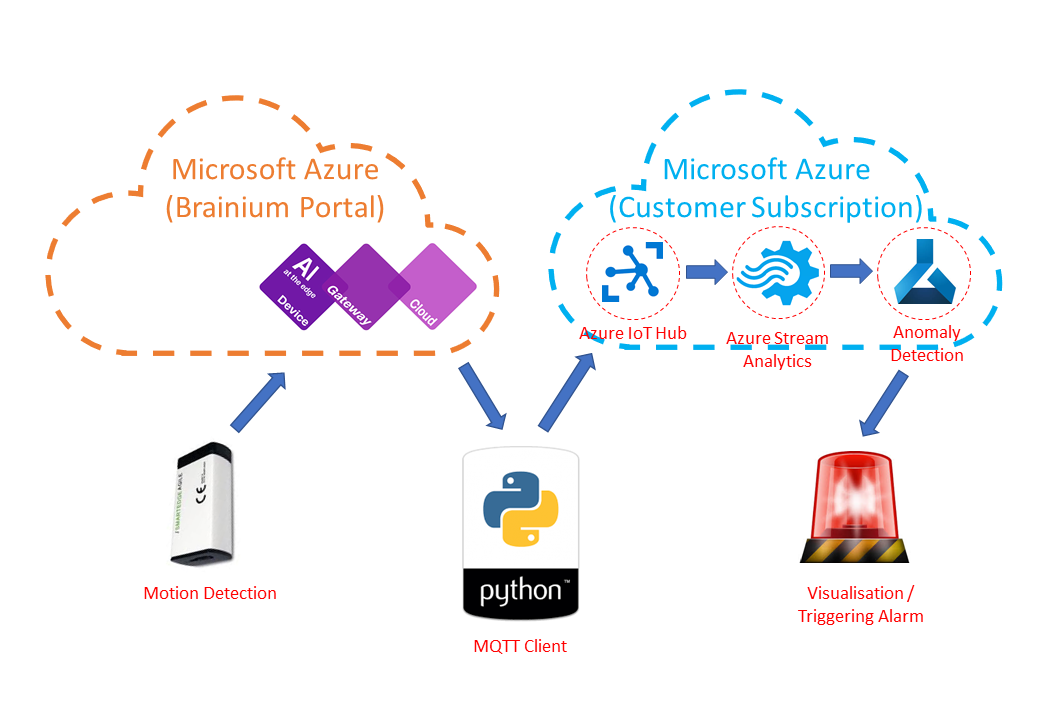 Microsoft Azure
(Brainium Portal)
Microsoft Azure
(Customer Subscription)
AI
at the edge
Device
Gateway
Cloud
Azure IoT Hub
Azure Stream
Analytics
Anomaly
Detection
SMARTEDGE AGILE
CE
Motion Detection
python™
MQTT Client
Visualisation /
Triggering Alarm